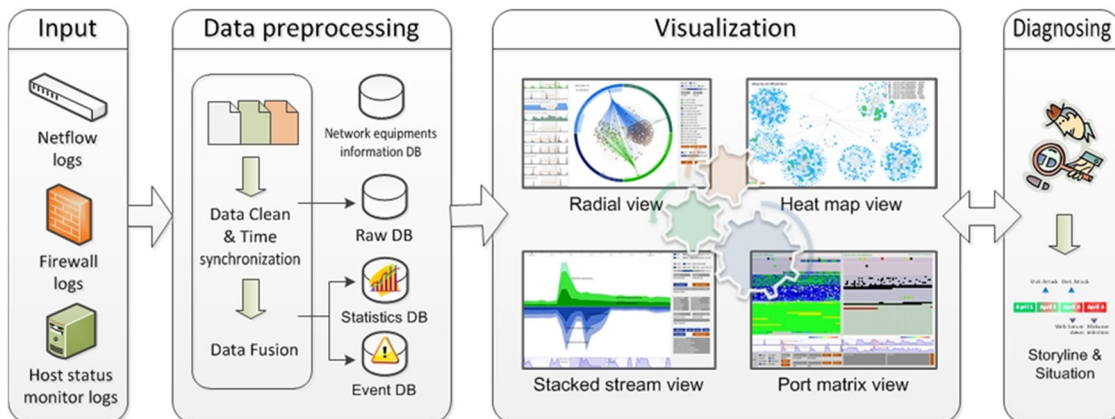 Input
Netflow
logs
Firewall
logs
Host status
monitor logs
Data preprocessing
Network equipments
information DB
Data Clean
& Time
synchronization
Raw DB
Statistics DB
Data Fusion
Event DB
Visualization
Radial view
Heat map view
Stacked stream view
Port matrix view
Diagnosing
Storyline &
Situation